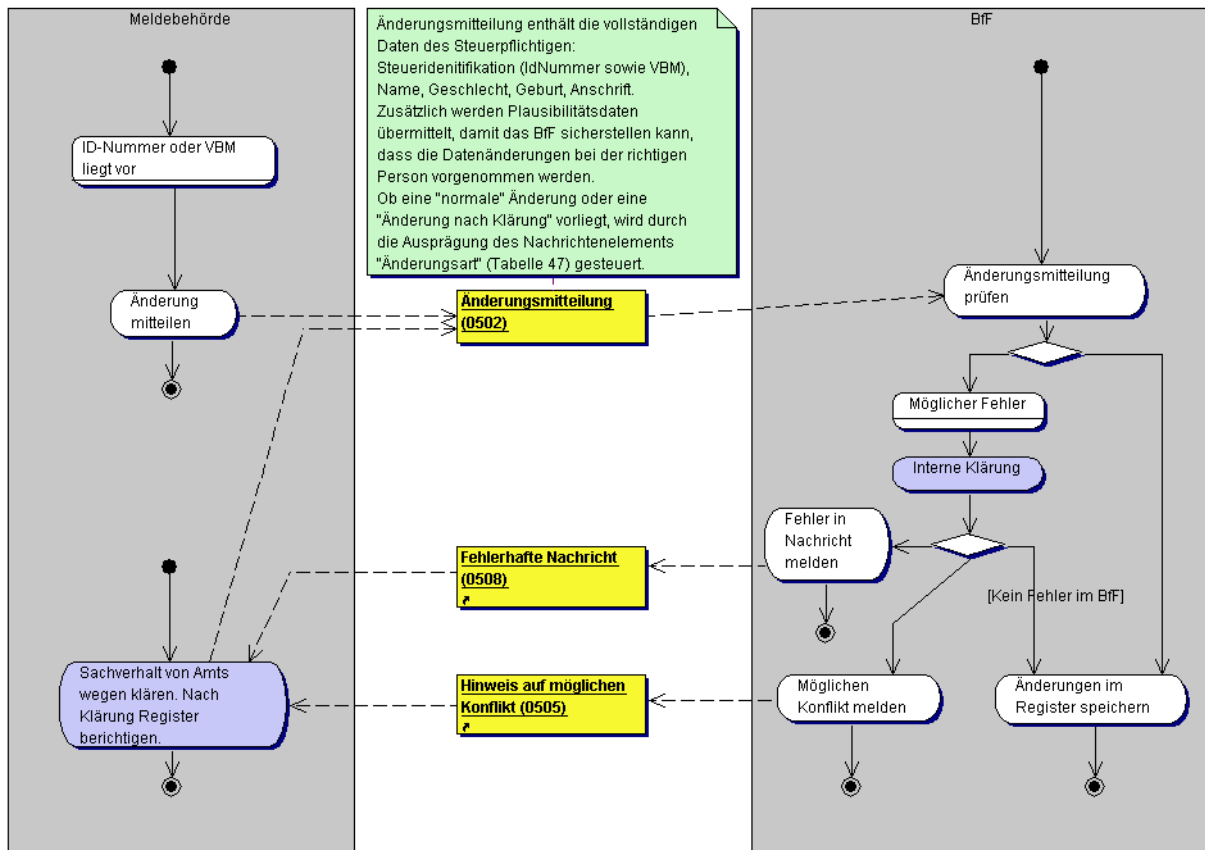 Meldebehörde
ID-Nummer oder VBM
liegt vor
Änderung
mitteilen
Sachverhalt von Amts
wegen klären. Nach
Klärung Register
berichtigen.
Änderungsmitteilung enthält die vollständigen
Daten des Steuerpflichtigen:
Steueridenitifikation (IdNummer sowie VBM),
Name, Geschlecht, Geburt, Anschrift.
Zusätzlich werden Plausibilitätsdaten
übermittelt, damit das BfF sicherstellen kann,
dass die Datenänderungen bei der richtigen
Person vorgenommen werden.
Ob eine "normale" Änderung oder eine
"Änderung nach Klärung" vorliegt, wird durch
die Ausprägung des Nachrichtenelements
"Änderungsart" (Tabelle 47) gesteuert.
Änderungsmitteilung
(0502)
Fehlerhafte Nachricht
(0508)
Hinweis auf möglichen
Konflikt (0505)
BfF
Änderungsmitteilung
prüfen
Möglicher Fehler
Interne Klärung
Fehler in
Nachricht
melden
[Kein Fehler im BfF]
Möglichen
Konflikt melden
Änderungen im
Register speichern